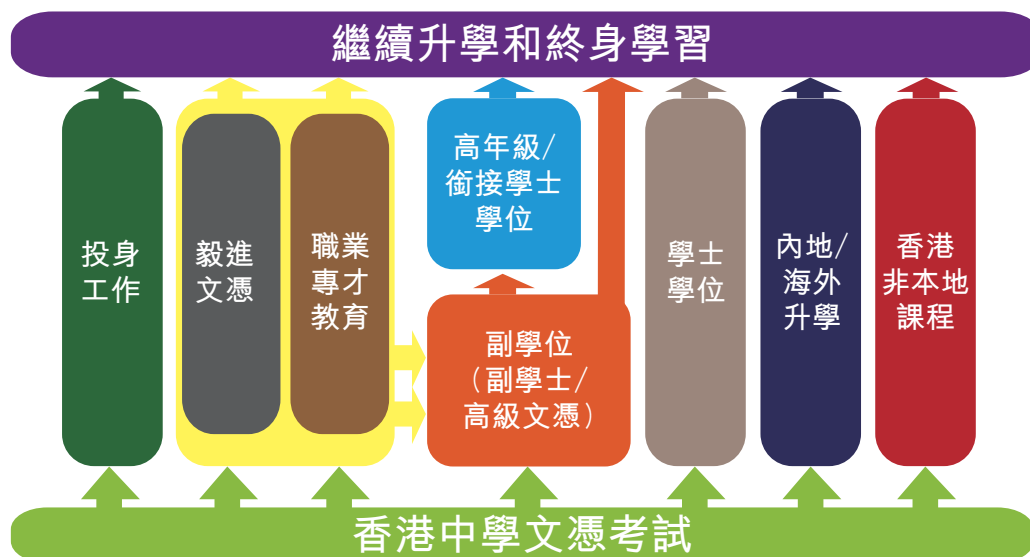 繼續升學和終身學習
投身
工作
毅進
文憑
職業
專才
教育
高年級/
銜接學士
學位
副學位
(副學士/
高級文憑)
學士
學位
內地/
海外
升學
香港
非本地
課程
香港中學文憑考試